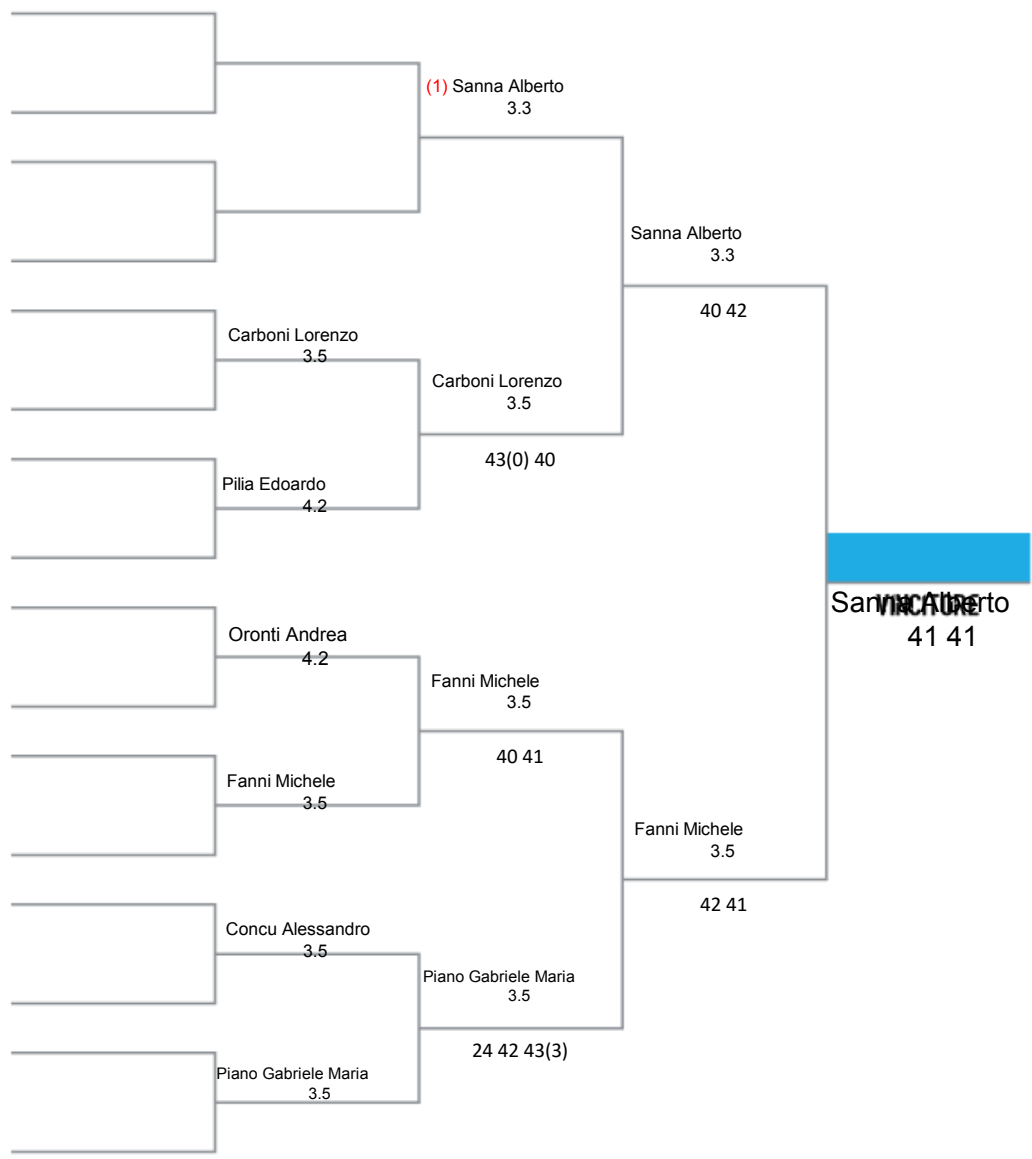 (1) Sanna Alberto
3.3
Sanna Alberto
3.3
40 42
Carboni Lorenzo
3.5
Carboni Lorenzo
3.5
43(0) 40
Pilia Edoardo
4.2
Sanna Alberto
VINCITORE
41 41
Oronti Andrea
4.2
Fanni Michele
3.5
40 41
Fanni Michele
3.5
Fanni Michele
3.5
42 41
Concu Alessandro
3.5
Piano Gabriele Maria
3.5
24 42 43(3)
Piano Gabriele Maria
3.5